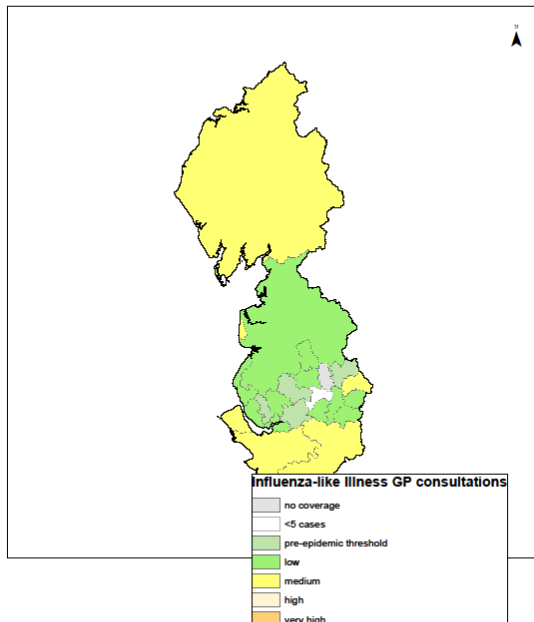 N
Influenza-like Illness GP consultations
no coverage
<5 cases
pre-epidemic threshold
low
medium
high
very high